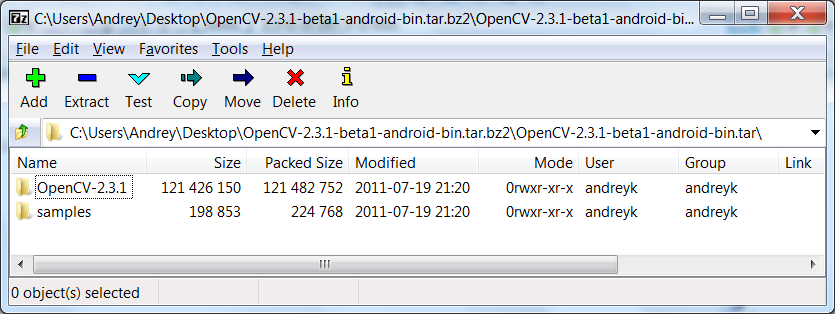 7z C:\Users\Andrey\Desktop\OpenCV-2.3.1-beta1-android-bin.tar.bz2\OpenCV-2.3.1-beta1-android-bi...
File Edit View Favorites Tools Help
Add Extract Test Copy Move Delete Info
C:\Users\Andrey\Desktop\OpenCV-2.3.1-beta1-android-bin.tar.bz2\OpenCV-2.3.1-beta1-android-bin.tar\
Name Size Packed Size Modified Mode User Group Link
OpenCV-2.3.1 121 426 150 121 482 752 2011-07-19 21:20 0rwxr-xr-x andreyk andreyk
samples 198 853 224 768 2011-07-19 21:20 0rwxr-xr-x andreyk andreyk
0 object(s) selected